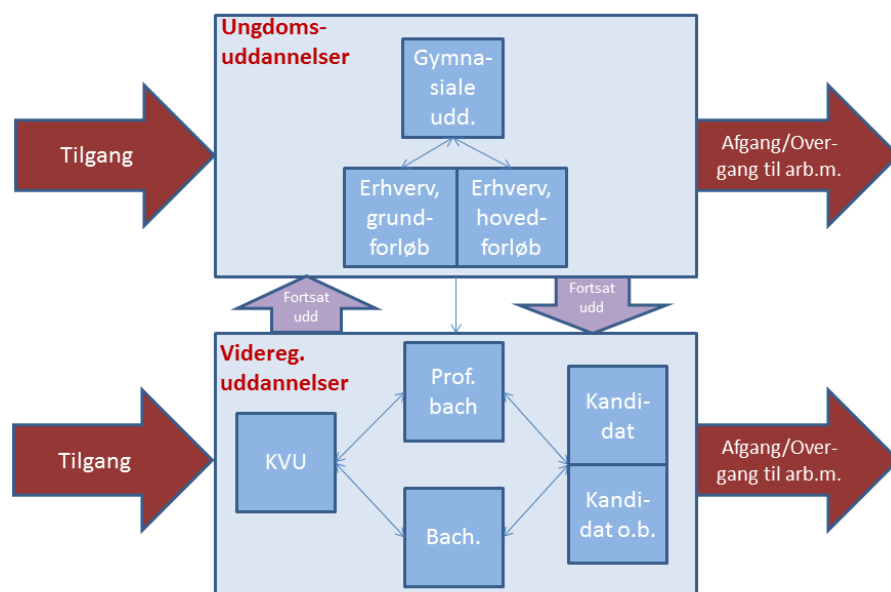 Ungdoms-
uddannelser
Gymna-
siale
udd.
Tilgang
Afgang/Over-
gang til arb.m.
Erhverv,
grund-
forløb
Erhverv,
hoved-
forløb
Fortsat
udd
Fortsat
udd
Videreg.
uddannelser
Prof.
bach
Kandi-
dat
KVU
Tilgang
Afgang/Over-
gang til arb.m.
Bach.
Kandi-
dat o.b.